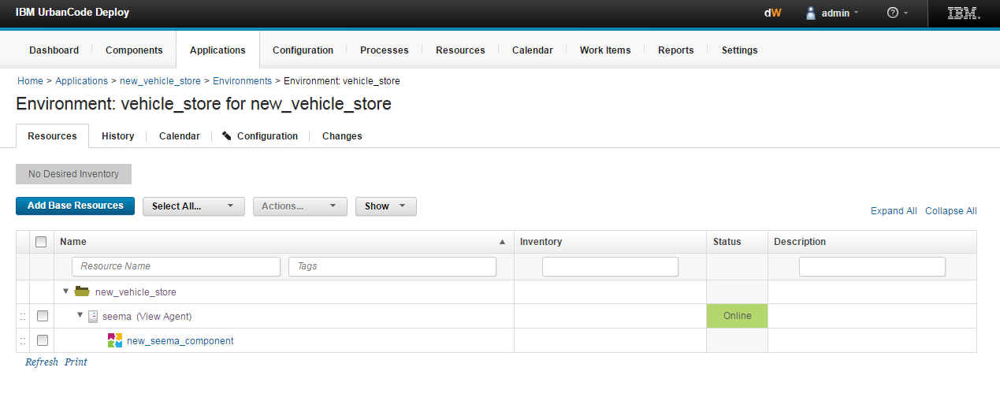 IBM UrbanCode Deploy
dW admin ? IBM.
Dashboard Components Applications Configuration Processes Resources Calendar Work Items Reports Settings
Home > Applications > new_vehicle_store > Environments > Environment: vehicle_store
Environment: vehicle_store for new_vehicle_store
Resources History Calendar Configuration Changes
No Desired Inventory
Add Base Resources Select All... Actions... Show
Expand All Collapse All
Name Inventory Status Description
Resource Name Tags
new_vehicle_store
seema (View Agent) Online
new_seema_component
Refresh Print